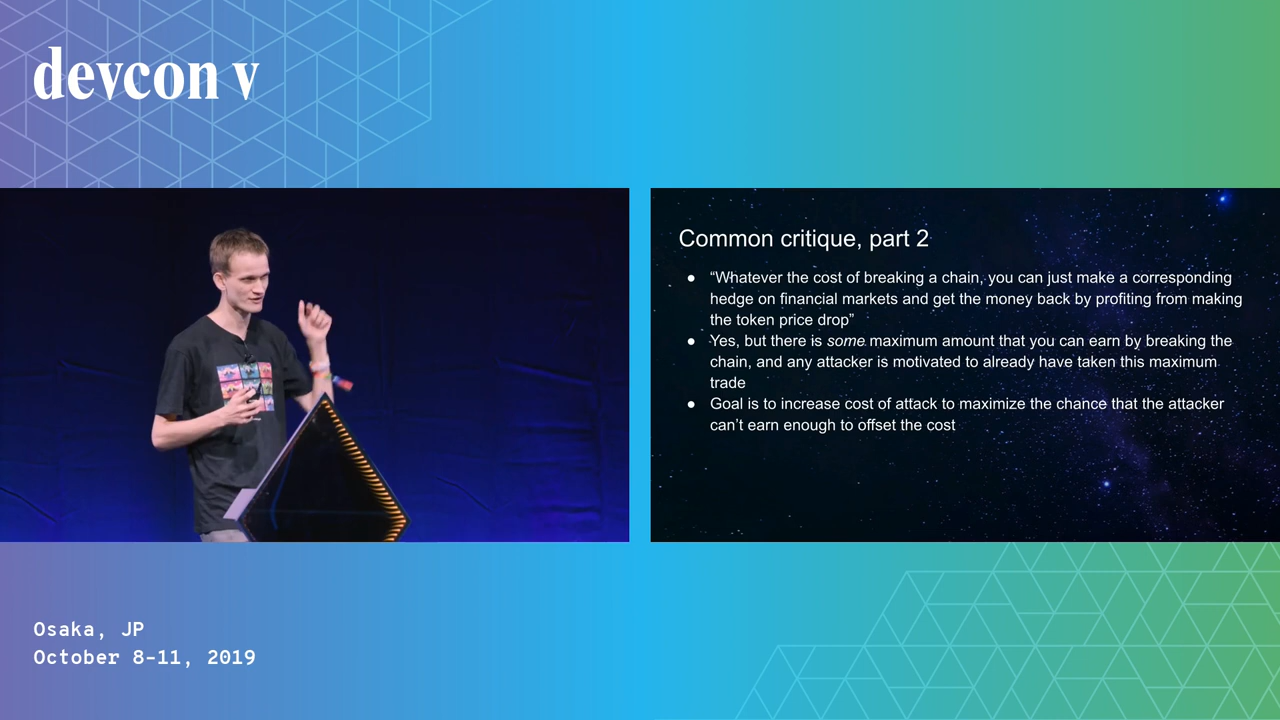 devcon v
Common critique, part 2
● “Whatever the cost of breaking a chain, you can just make a corresponding
hedge on financial markets and get the money back by profiting from making
the token price drop”
● Yes, but there is some maximum amount that you can earn by breaking the
chain, and any attacker is motivated to already have taken this maximum
trade
● Goal is to increase cost of attack to maximize the chance that the attacker
can’t earn enough to offset the cost
Osaka, JP
October 8-11, 2019